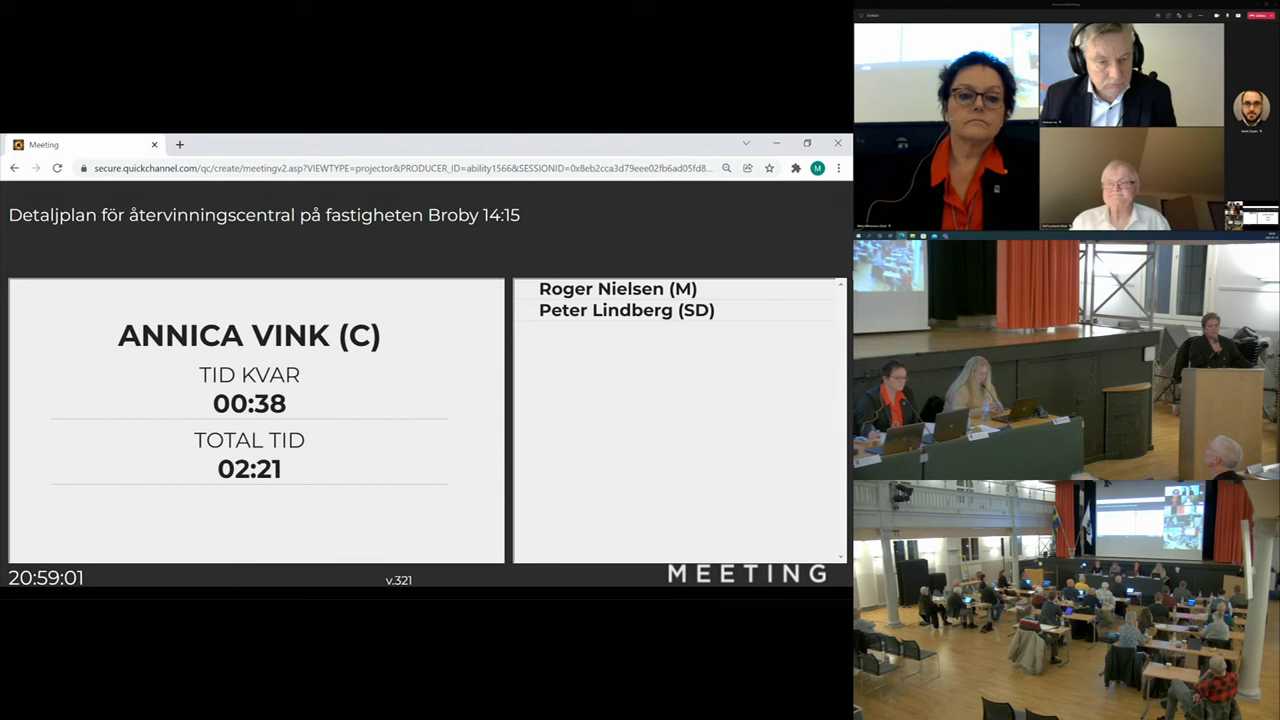 Meeting
secure.quickchannel.com/qc/create/meetingv2.asp?VIEWTYPE=projector&PRODUCER_ID=ability1566&SESSIONID=0x8eb2cca3d79eee02fb6ad05fd8...
M
Detaljplan för återvinningscentral på fastigheten Broby 14:15
ANNICA VINK (C)
TID KVAR
00:38
TOTAL TID
02:21
Roger Nielsen (M)
Peter Lindberg (SD)
20:59:01
v.321
MEETING